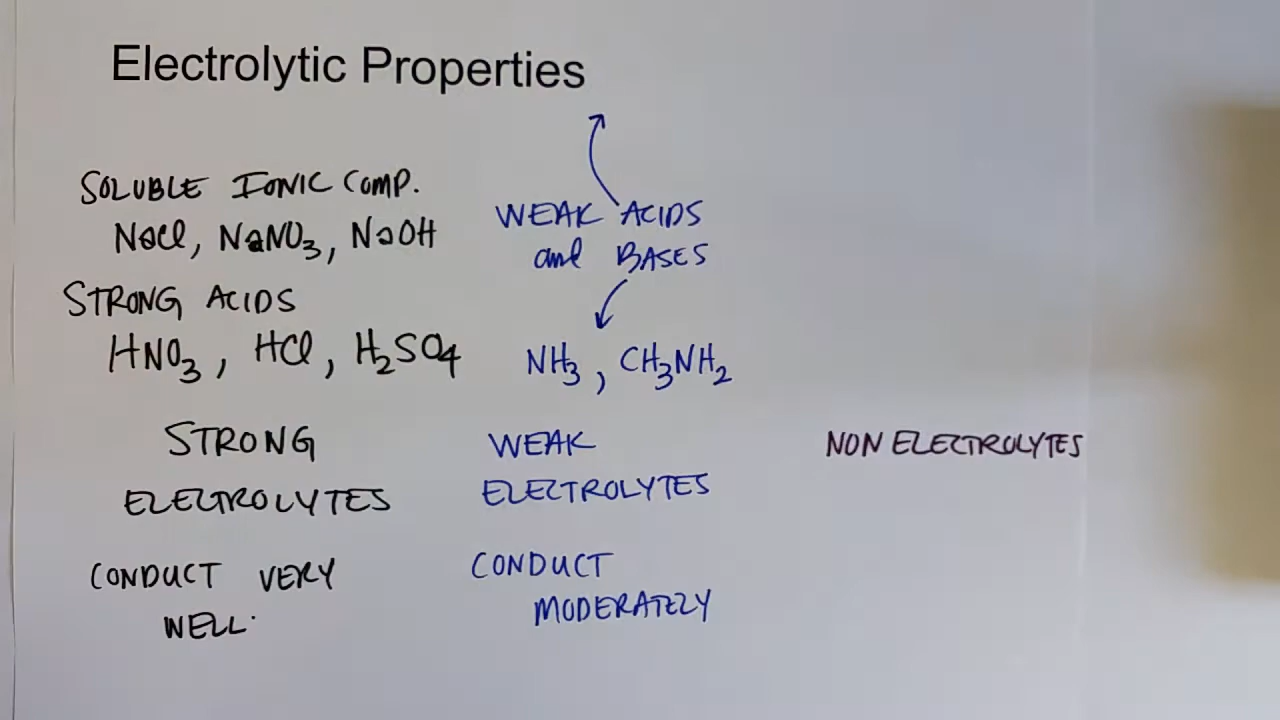 Electrolytic Properties
SOLUBLE IONIC COMP.
NaCl, NaNO₃, NaOH
STRONG ACIDS
HNO₃, HCl, H₂SO₄
STRONG
ELECTROLYTES
CONDUCT VERY
WELL.
WEAK ACIDS
and BASES
NH₃, CH₃NH₂
WEAK
ELECTROLYTES
CONDUCT
MODERATELY
NON ELECTROLYTES